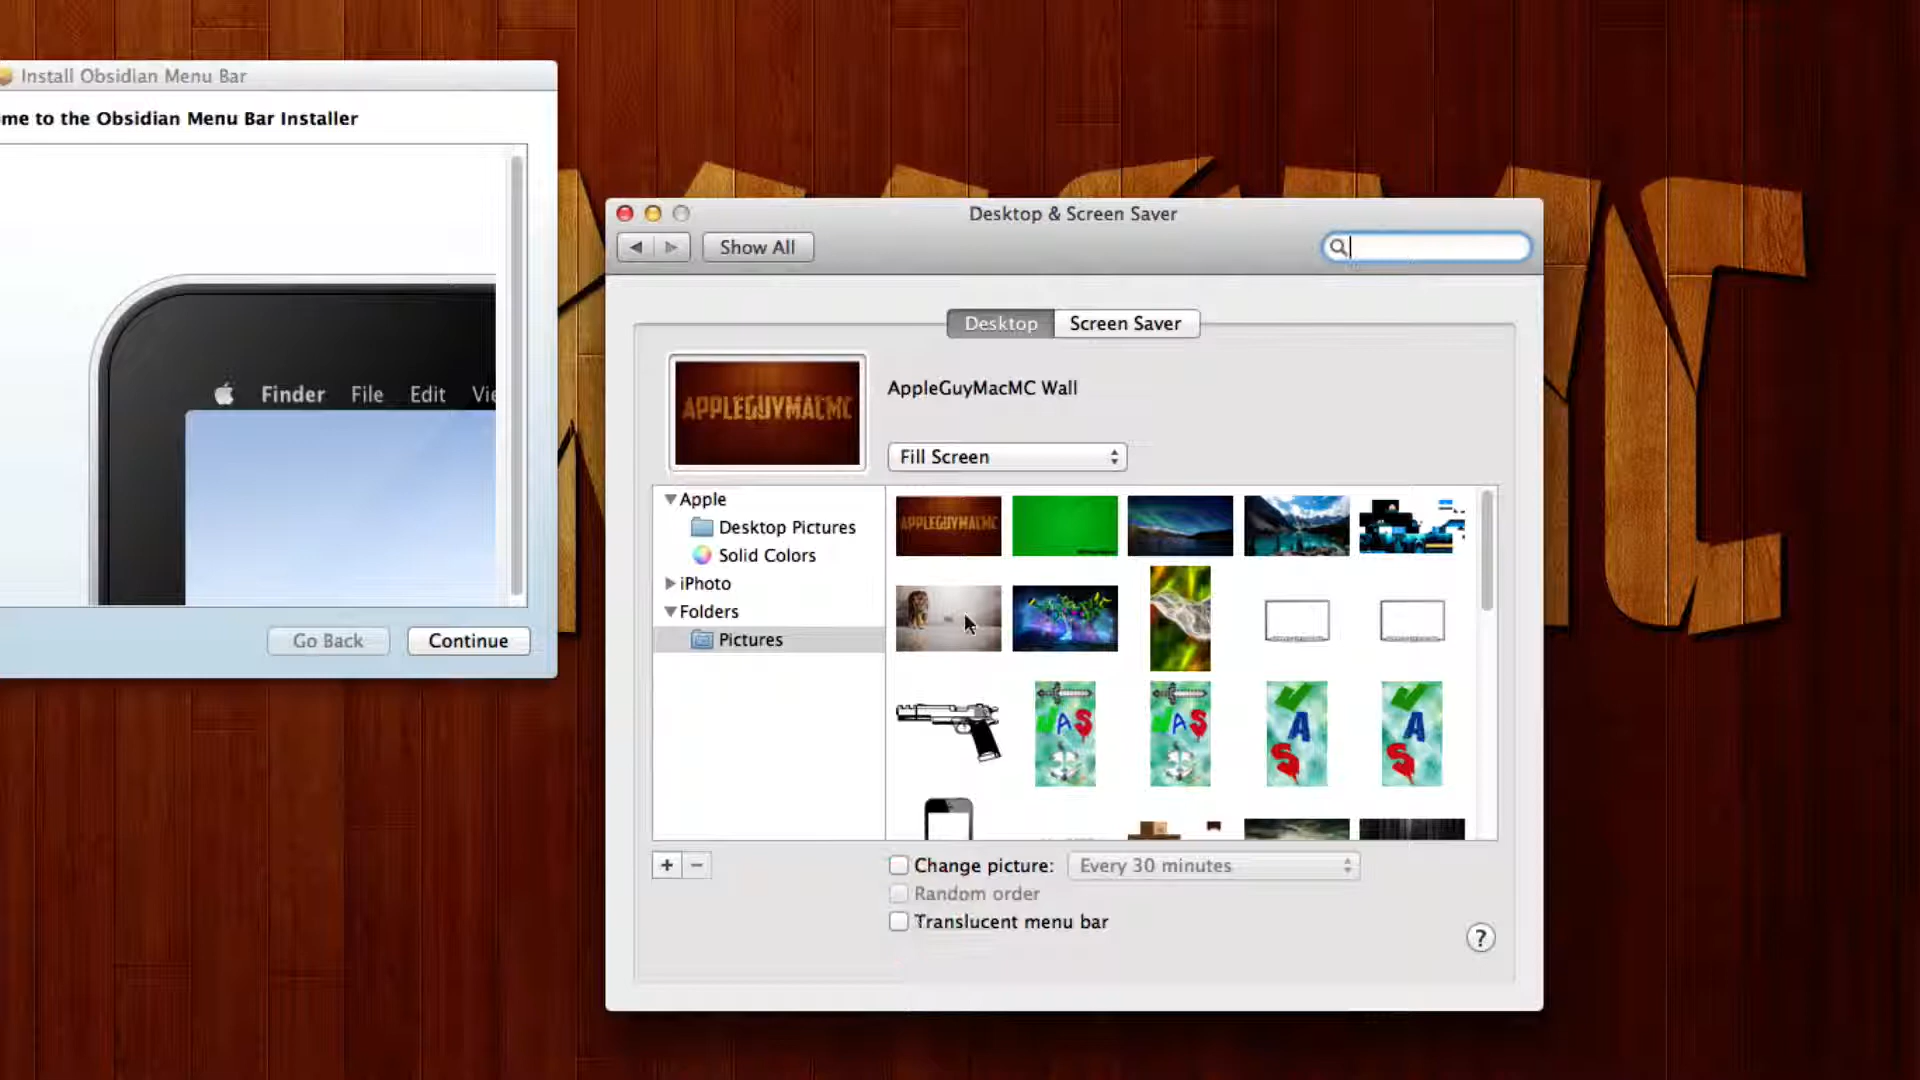 Install Obsidian Menu Bar
me to the Obsidian Menu Bar Installer
Finder File Edit Vie
Go Back Continue
Desktop & Screen Saver
Show All
Desktop Screen Saver
APPLEGUYMACMC
AppleGuyMacMC Wall
Fill Screen
Apple
Desktop Pictures
Solid Colors
iPhoto
Folders
Pictures
APPLEGUYMACMC
Change picture: Every 30 minutes
Random order
Translucent menu bar
?